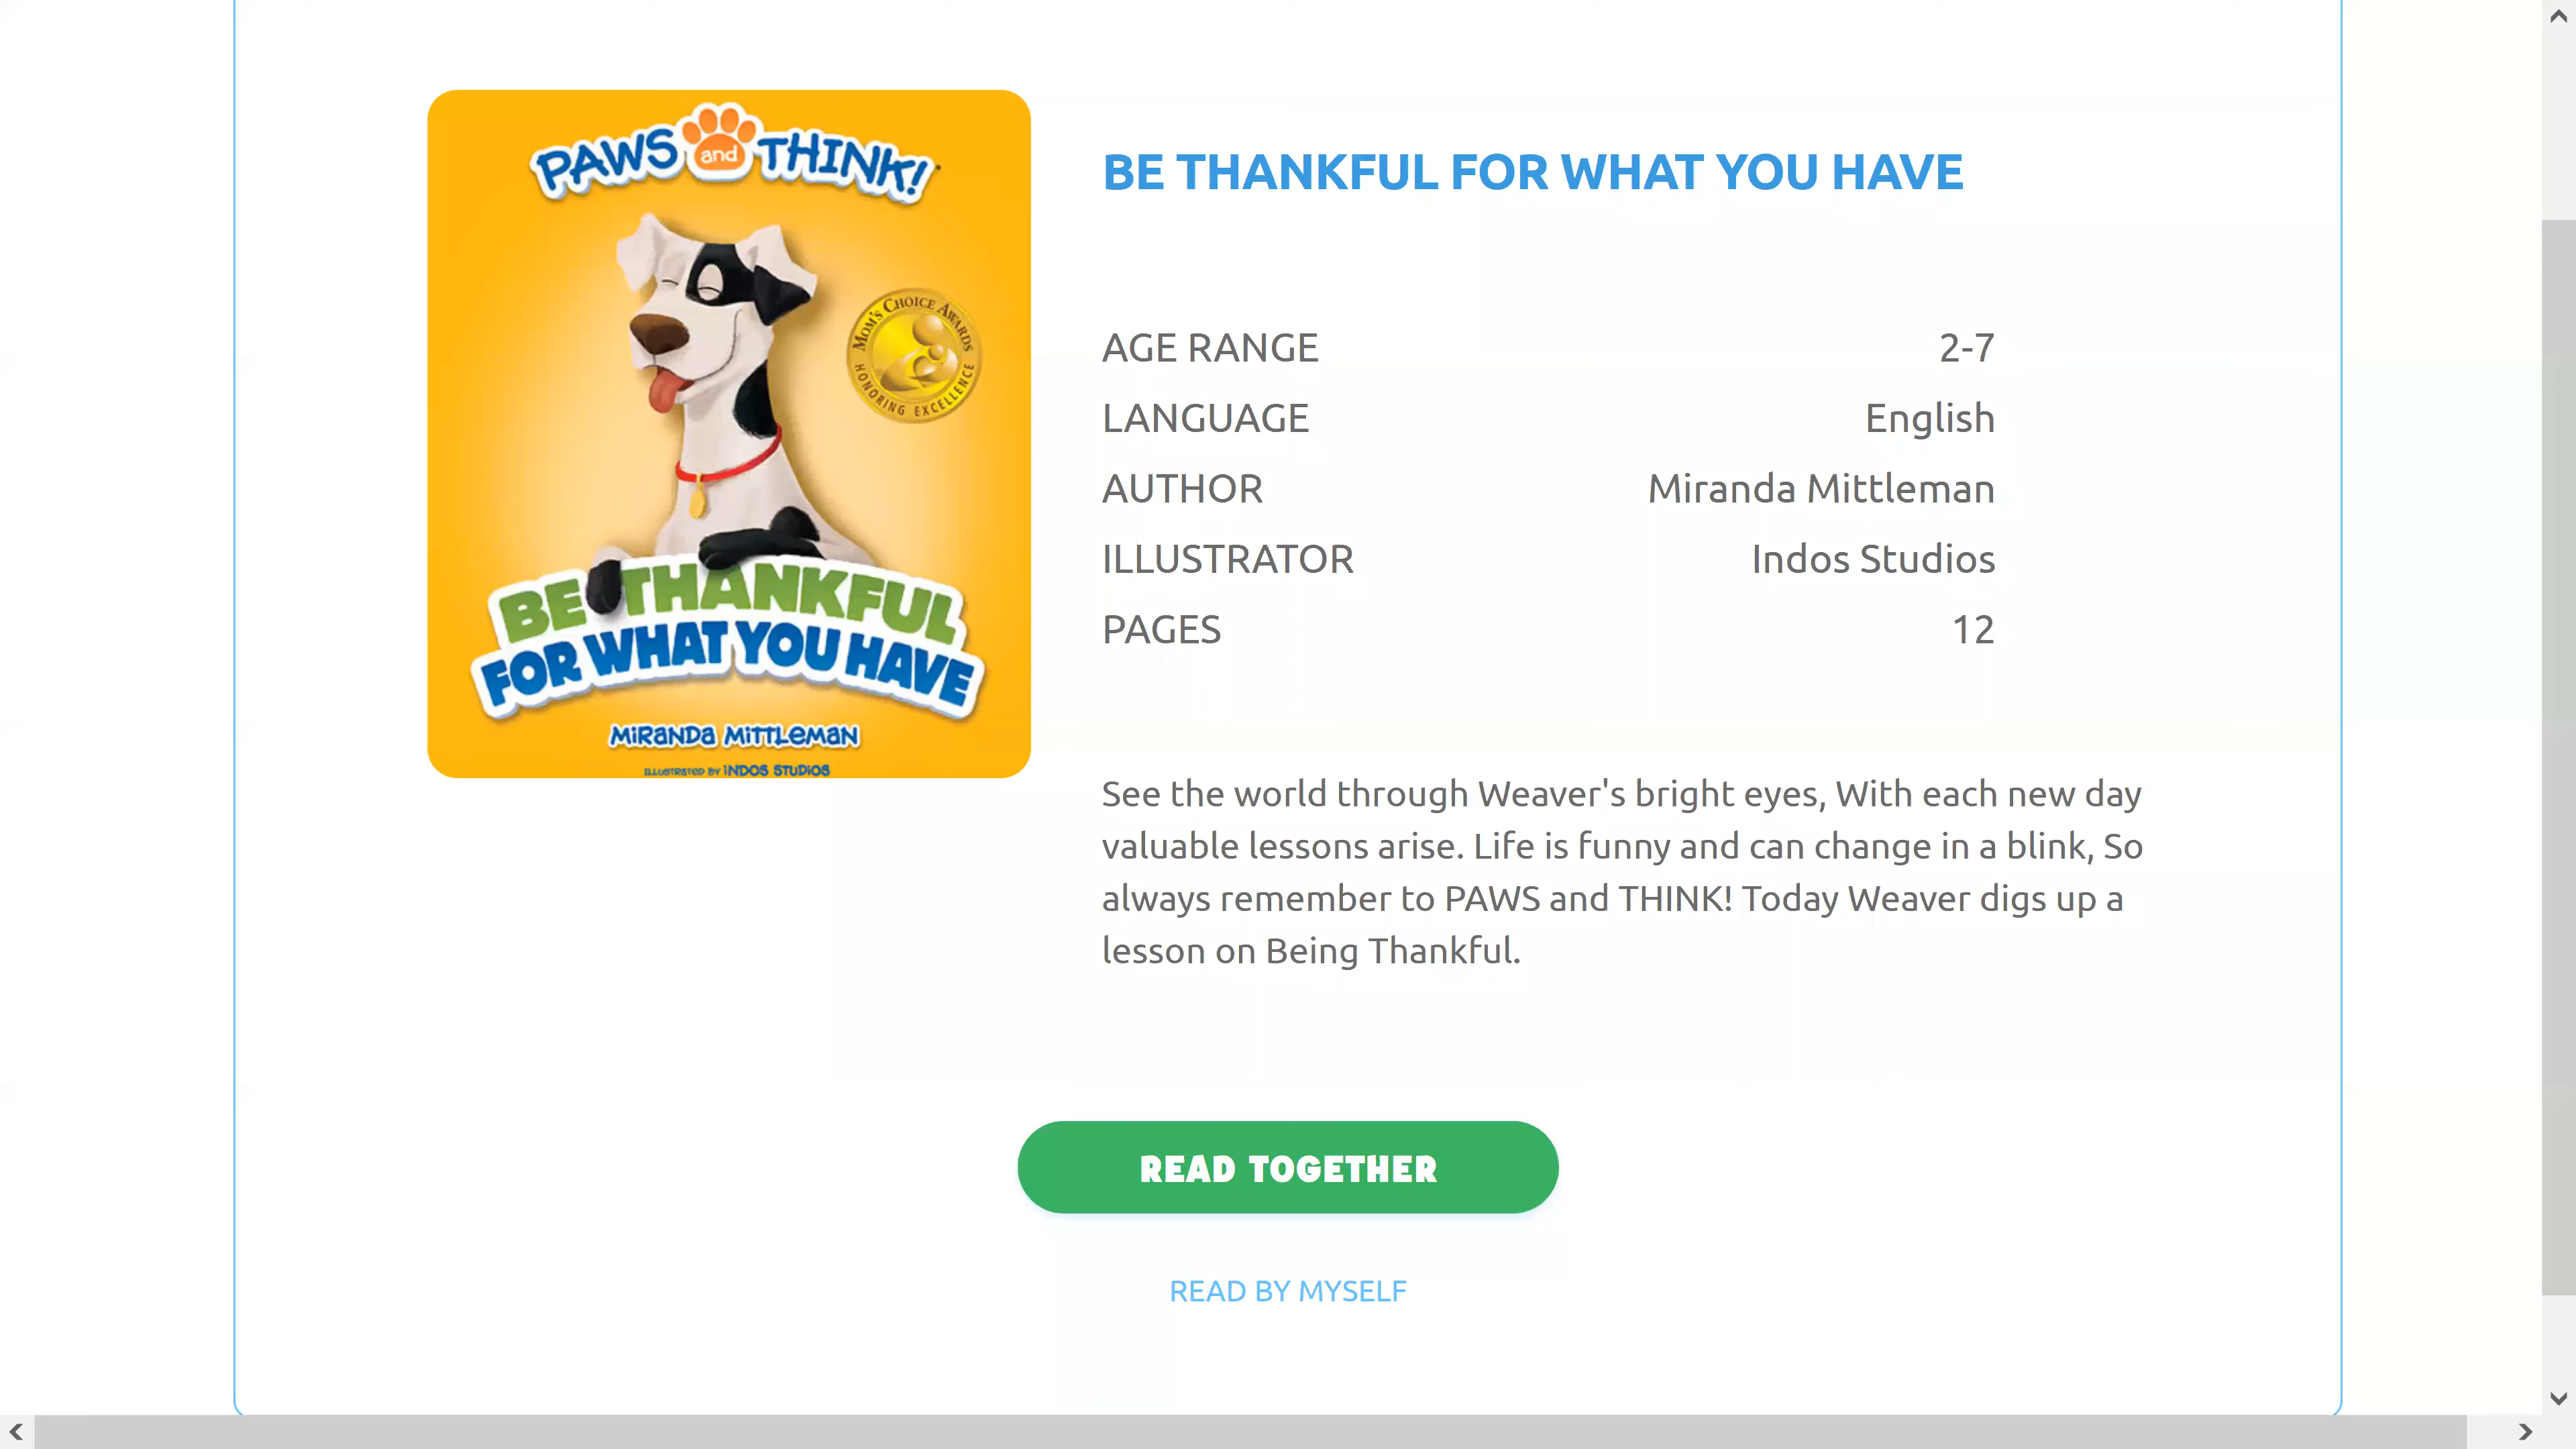 PAWS and THINK!
MOM'S CHOICE AWARDS
HONORING EXCELLENCE
BE THANKFUL
FOR WHAT YOU HAVE
MIRANDA MITTLEMAN
ILLUSTRATED BY INDOS STUDIOS
BE THANKFUL FOR WHAT YOU HAVE
AGE RANGE 2-7
LANGUAGE English
AUTHOR Miranda Mittleman
ILLUSTRATOR Indos Studios
PAGES 12
See the world through Weaver's bright eyes, With each new day
valuable lessons arise. Life is funny and can change in a blink, So
always remember to PAWS and THINK! Today Weaver digs up a
lesson on Being Thankful.
READ TOGETHER
READ BY MYSELF